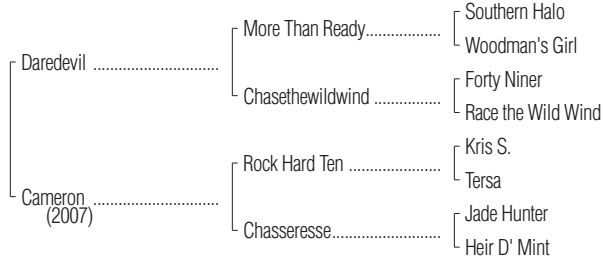 Southern Halo
More Than Ready....................
Woodman's Girl
Daredevil ..................................
Forty Niner
Chasethewildwind ..................
Race the Wild Wind
Kris S.
Rock Hard Ten .........................
Tersa
Cameron ..................................
(2007)
Jade Hunter
Chasseresse.............................
Heir D' Mint